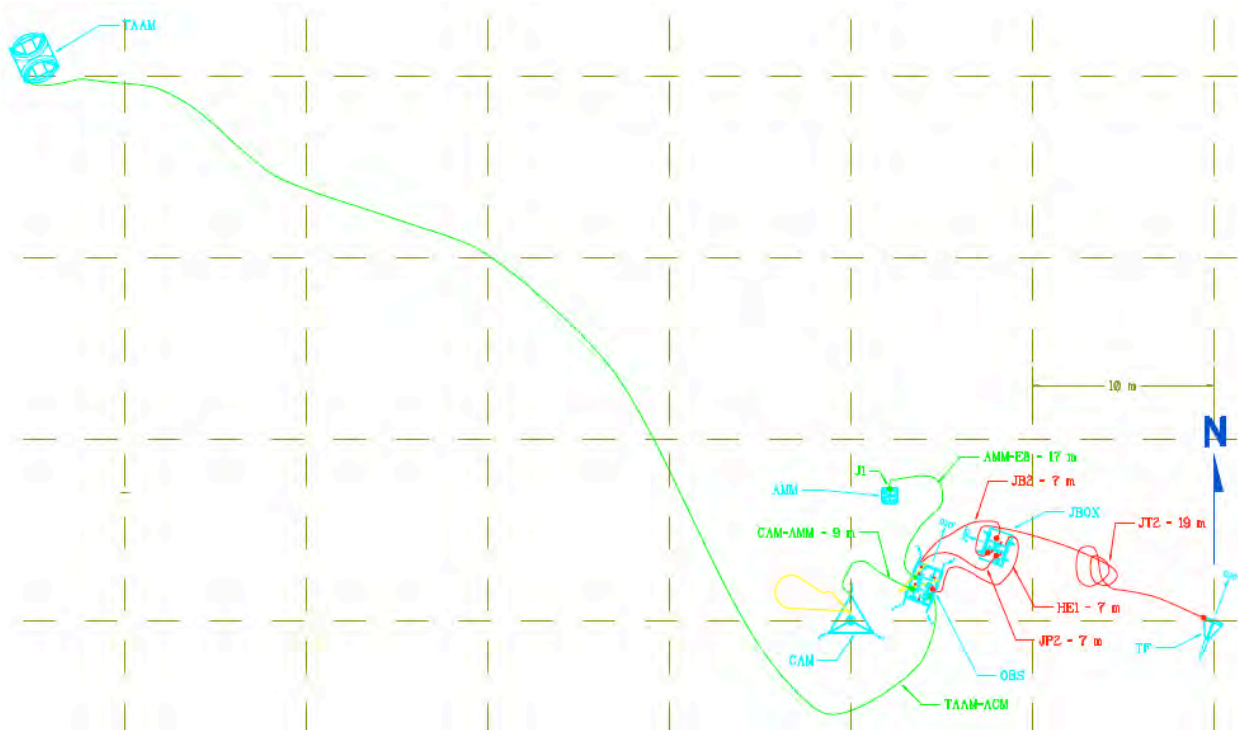 TAAM
10 m
N
AMM-EB - 17 m
J1
JB2 - 7 m
AMM
JBOX
JT2 - 19 m
CAM-AMM - 9 m
HE1 - 7 m
JP2 - 7 m
TF
CAM
OBS
TAAM-ACM